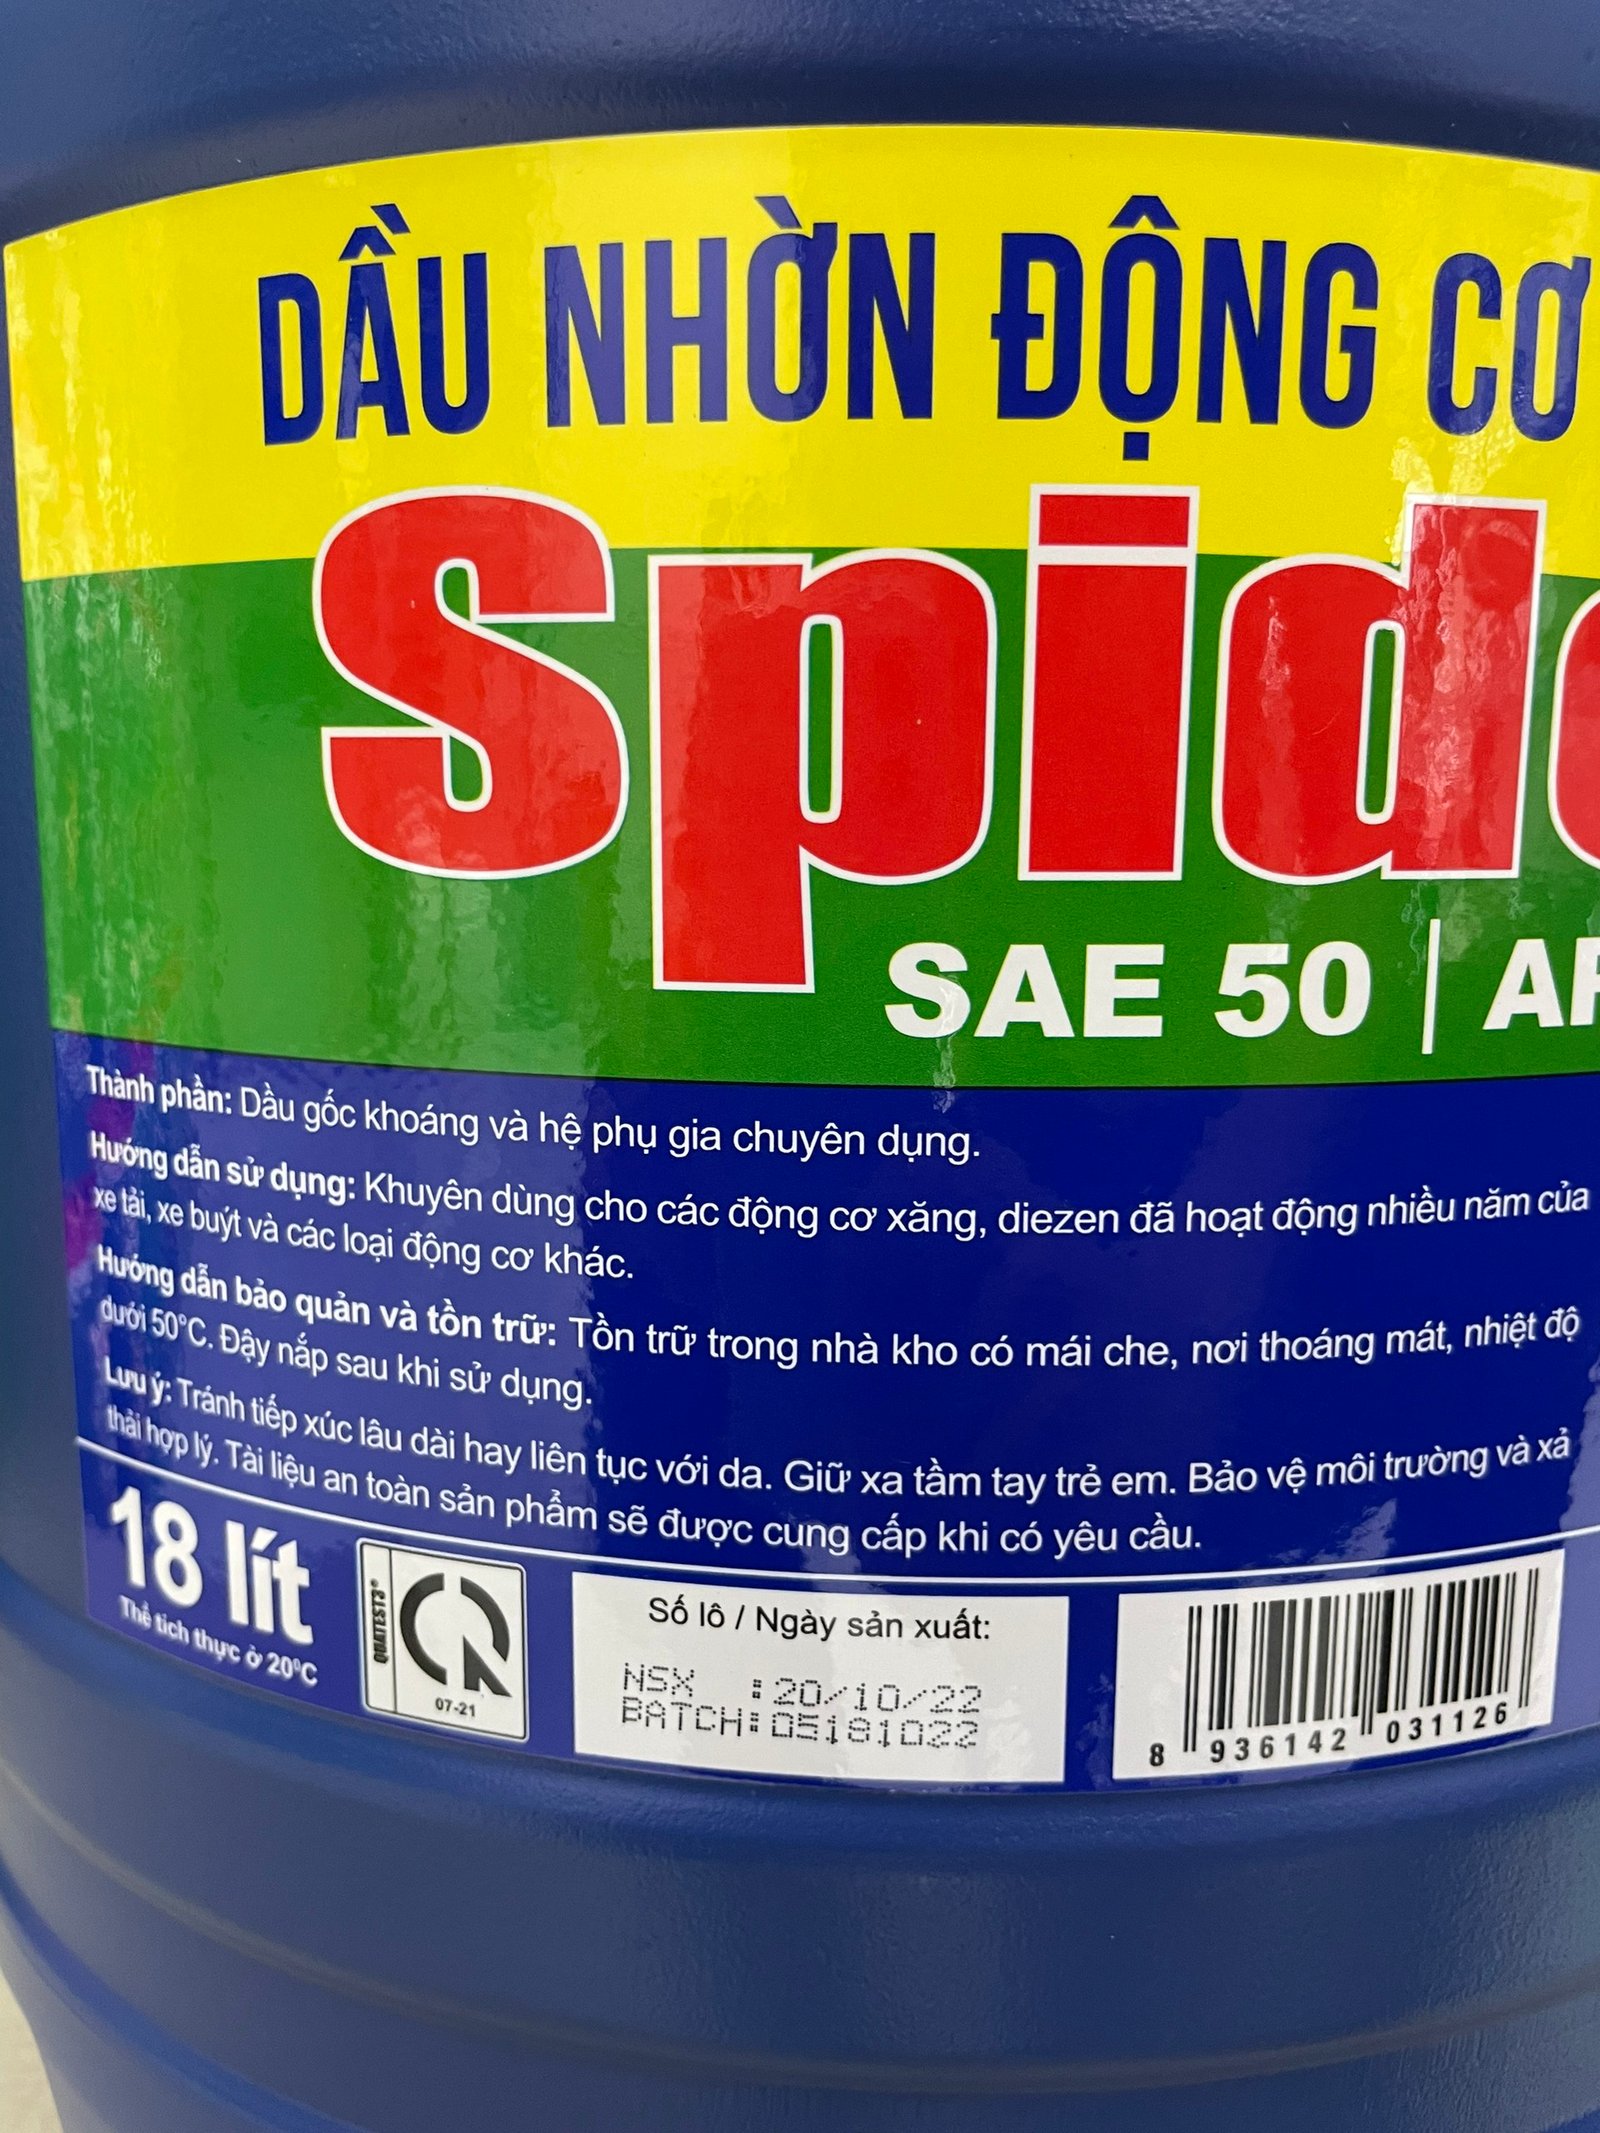 DẦU NHỜN ĐỘNG CƠ
SAE 50 |
Thành phần: Dầu gốc khoáng và hệ phụ gia chuyên dụng.
Hướng dẫn sử dụng: Khuyên dùng cho các động cơ xăng, diezen đã hoạt động nhiều năm của
xe tải, xe buýt và các loại động cơ khác.
Hướng dẫn bảo quản và tồn trữ: Tồn trữ trong nhà kho có mái che, nơi thoáng mát, nhiệt độ
dưới 50°C. Đậy nắp sau khi sử dụng.
Lưu ý: Tránh tiếp xúc lâu dài hay liên tục với da. Giữ xa tầm tay trẻ em. Bảo vệ môi trường và xả
thải hợp lý. Tài liệu an toàn sản phẩm sẽ được cung cấp khi có yêu cầu.
18 lít
Thể tích thực ở 20°C
QUATEST3®
07-21
Số lô / Ngày sản xuất:
NSX :20/10/22
BATCH:05181022
8 936142 031126